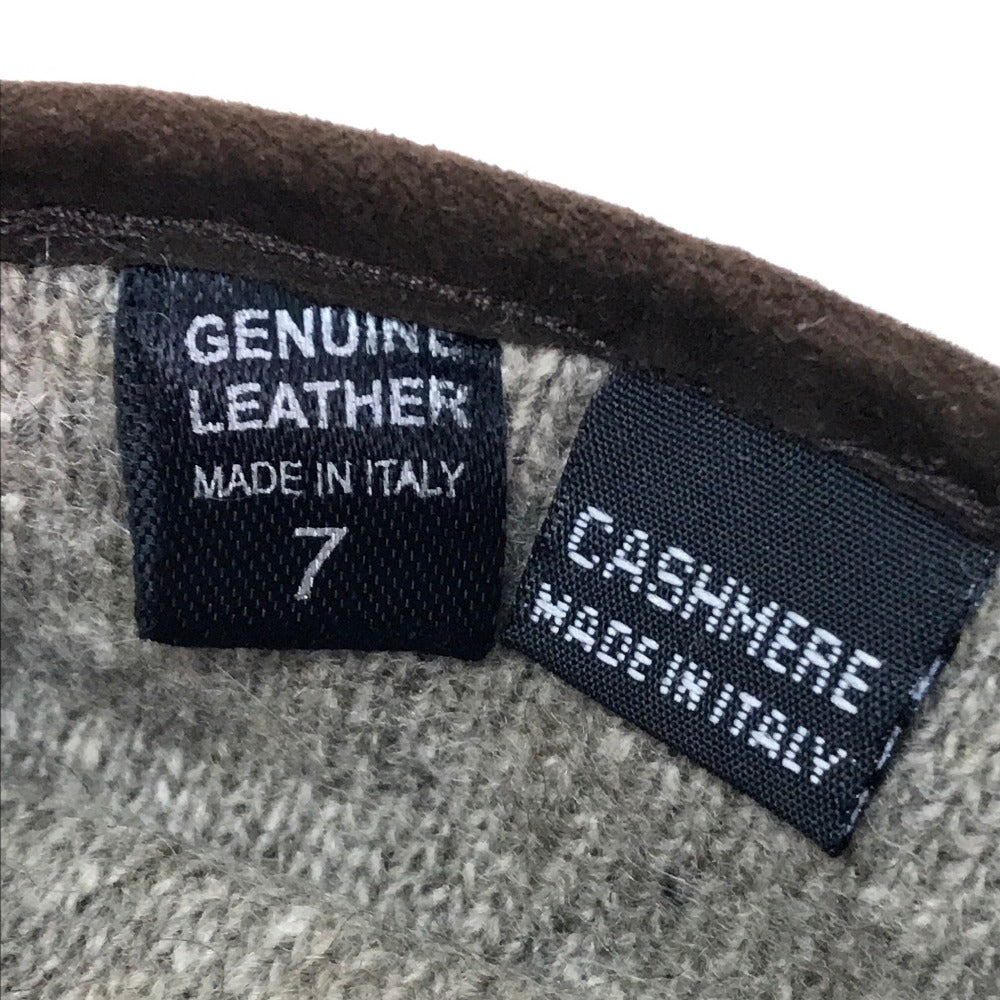 GENUINE
LEATHER
MADE IN ITALY
7
CASHMERE
MADE IN ITALY